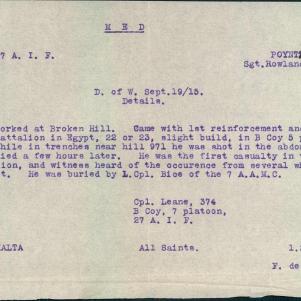 M E D
7 A. I. F. POYNT
Sgt.Rowlan
D. of W. Sept.19/15.
Details.
orked at Broken Hill. Came with 1st reinforcement and
attalion in Egypt, 22 or 23, slight build, in B Coy 5 p
hile in trenches near hill 971 he was shot in the abdo
ied a few hours later. He was the first casualty in
ion, and witness heard of the occurence from several wh
t. He was buried by L.Cpl. Bice of the 7 A.A.M.C.
Cpl. Leane, 374
B Coy, 7 platoon,
27 A. I. F.
ALTA All Saints. 1.
F. de